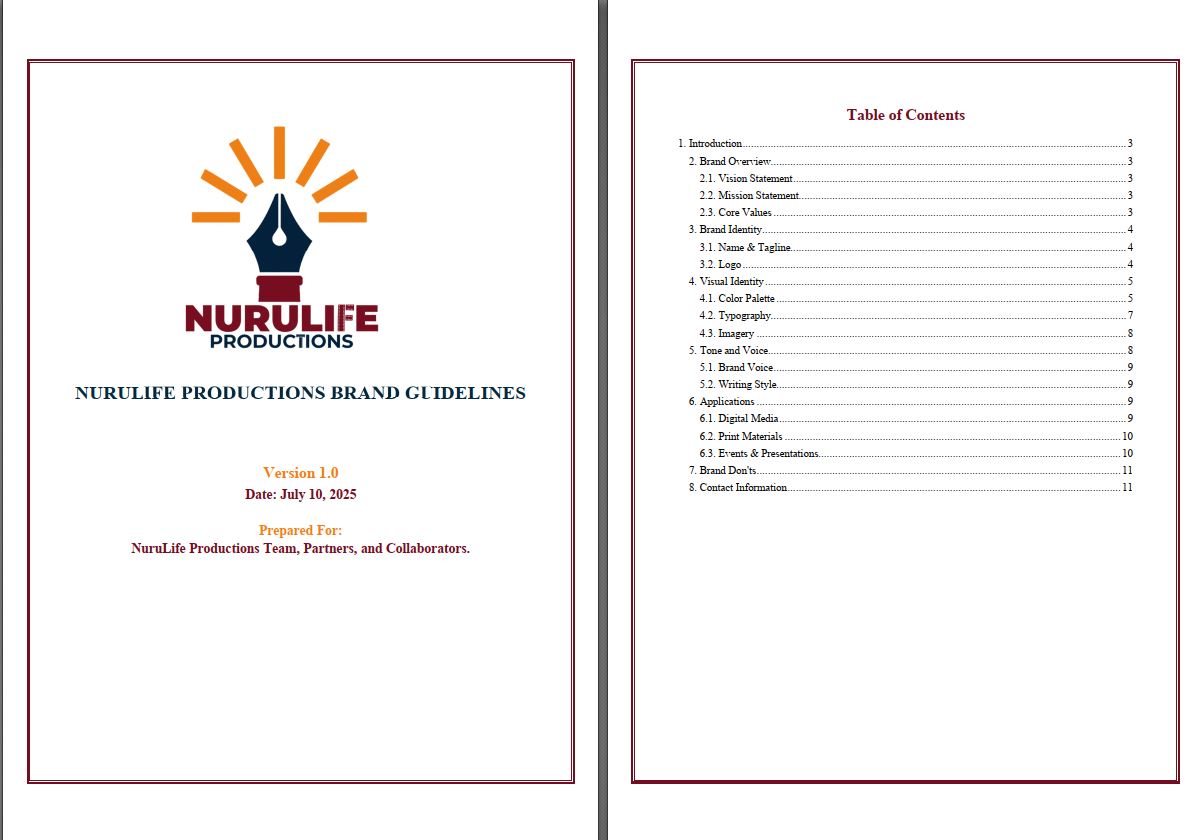 NURULIFE
PRODUCTIONS
NURULIFE PRODUCTIONS BRAND GUIDELINES
Version 1.0
Date: July 10, 2025
Prepared For:
NuruLife Productions Team, Partners, and Collaborators.
Table of Contents
1. Introduction 3
2. Brand Overview 3
2.1. Vision Statement 3
2.2. Mission Statement 3
2.3. Core Values 3
3. Brand Identity 4
3.1. Name & Tagline 4
3.2. Logo 4
4. Visual Identity 5
4.1. Color Palette 5
4.2. Typography 7
4.3. Imagery 8
5. Tone and Voice 8
5.1. Brand Voice 9
5.2. Writing Style 9
6. Applications 9
6.1. Digital Media 9
6.2. Print Materials 10
6.3. Events & Presentations 10
7. Brand Don'ts 11
8. Contact Information 11